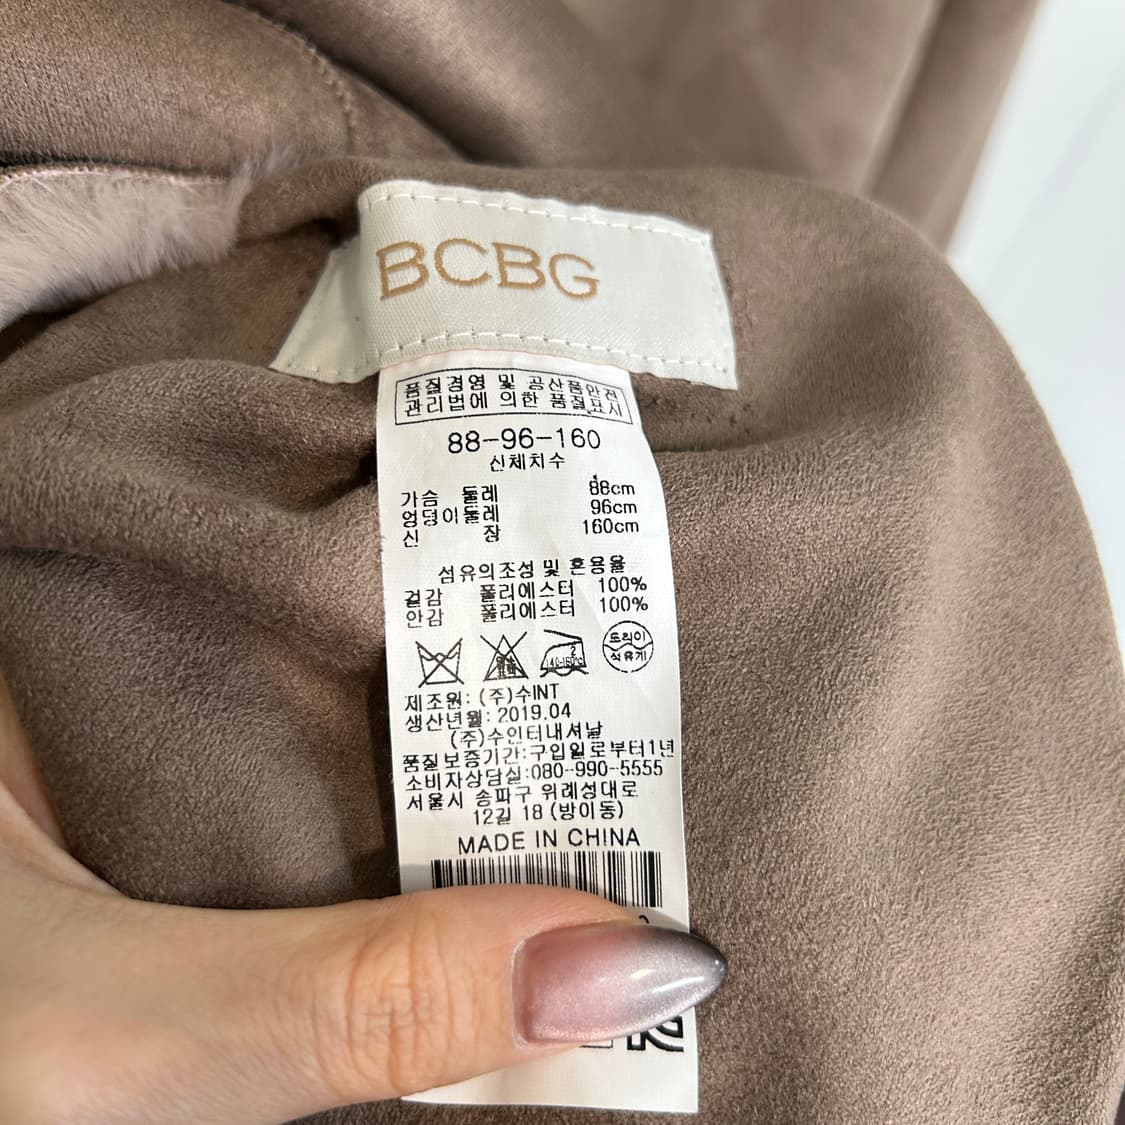 BCBG
품질경영 및 공산품안전
관리법에 의한 품질표시
88-96-160
신체치수
가슴 둘레 88cm
엉덩이둘레 96cm
신 장 160cm
섬유의조성 및 혼용율
겉감 폴리에스터 100%
안감 폴리에스터 100%
드라이
석유계
제조원: (주)수INT
생산년월: 2019.04
(주)수인터내셔날
품질보증기간:구입일로부터1년
소비자상담실:080-990-5555
서울시 송파구 위례성대로
12길 18 (방이동)
MADE IN CHINA